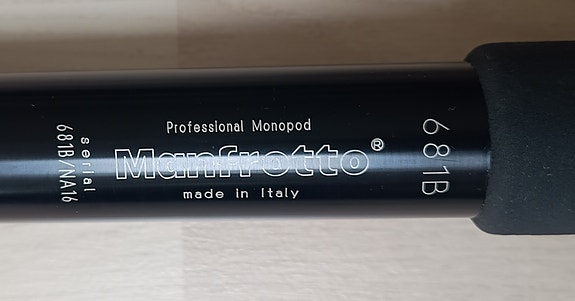 Professional Monopod
Manfrotto®
made in Italy
serial
681B/NA16
681B